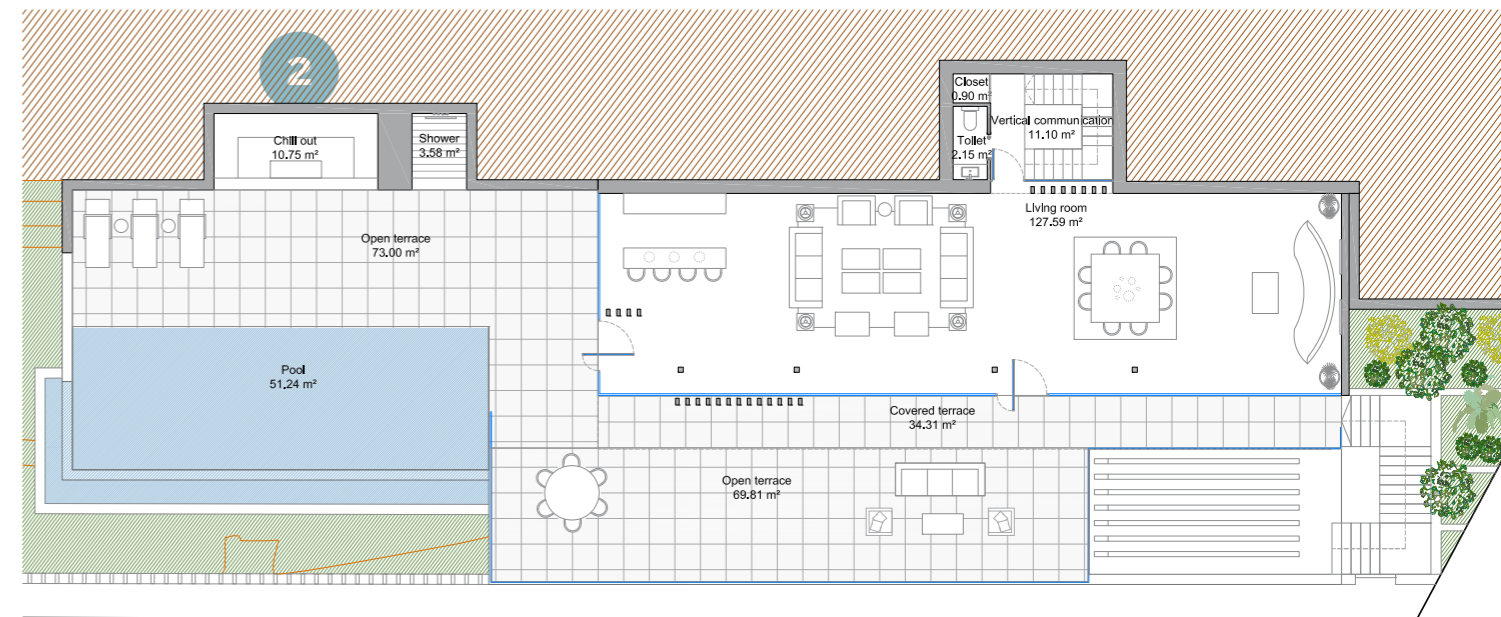 2
Closet
0.90 m²
Chill out
10.75 m²
Shower
3.58 m²
Vertical communication
11.10 m²
Toilet
2.15 m²
Living room
127.59 m²
Open terrace
73.00 m²
Pool
51.24 m²
Covered terrace
34.31 m²
Open terrace
69.81 m²